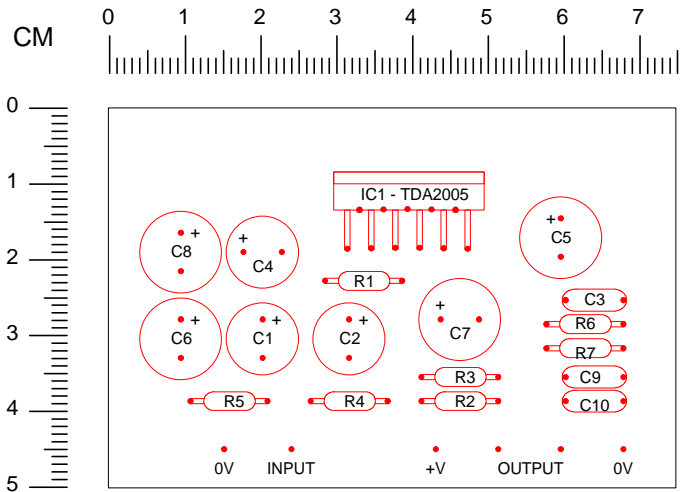 CM
0 1 2 3 4 5 6 7
0
1
2
3
4
5
IC1 - TDA2005
+ C8
+ C4
+ C5
R1
C3
+ C6
+ C1
+ C2
+ C7
R6
R7
R3
C9
R5
R4
R2
C10
0V INPUT +V OUTPUT 0V